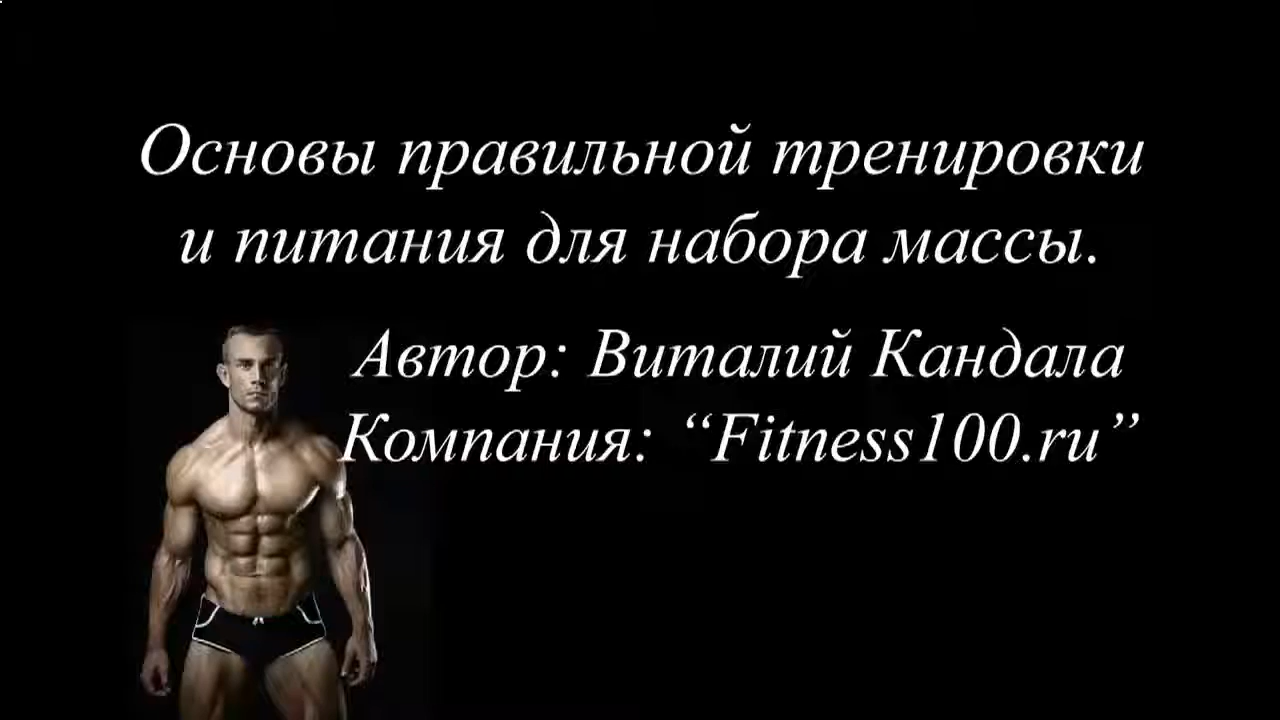 Основы правильной тренировки
и питания для набора массы.
Автор: Виталий Кандала
Компания: “Fitness100.ru”